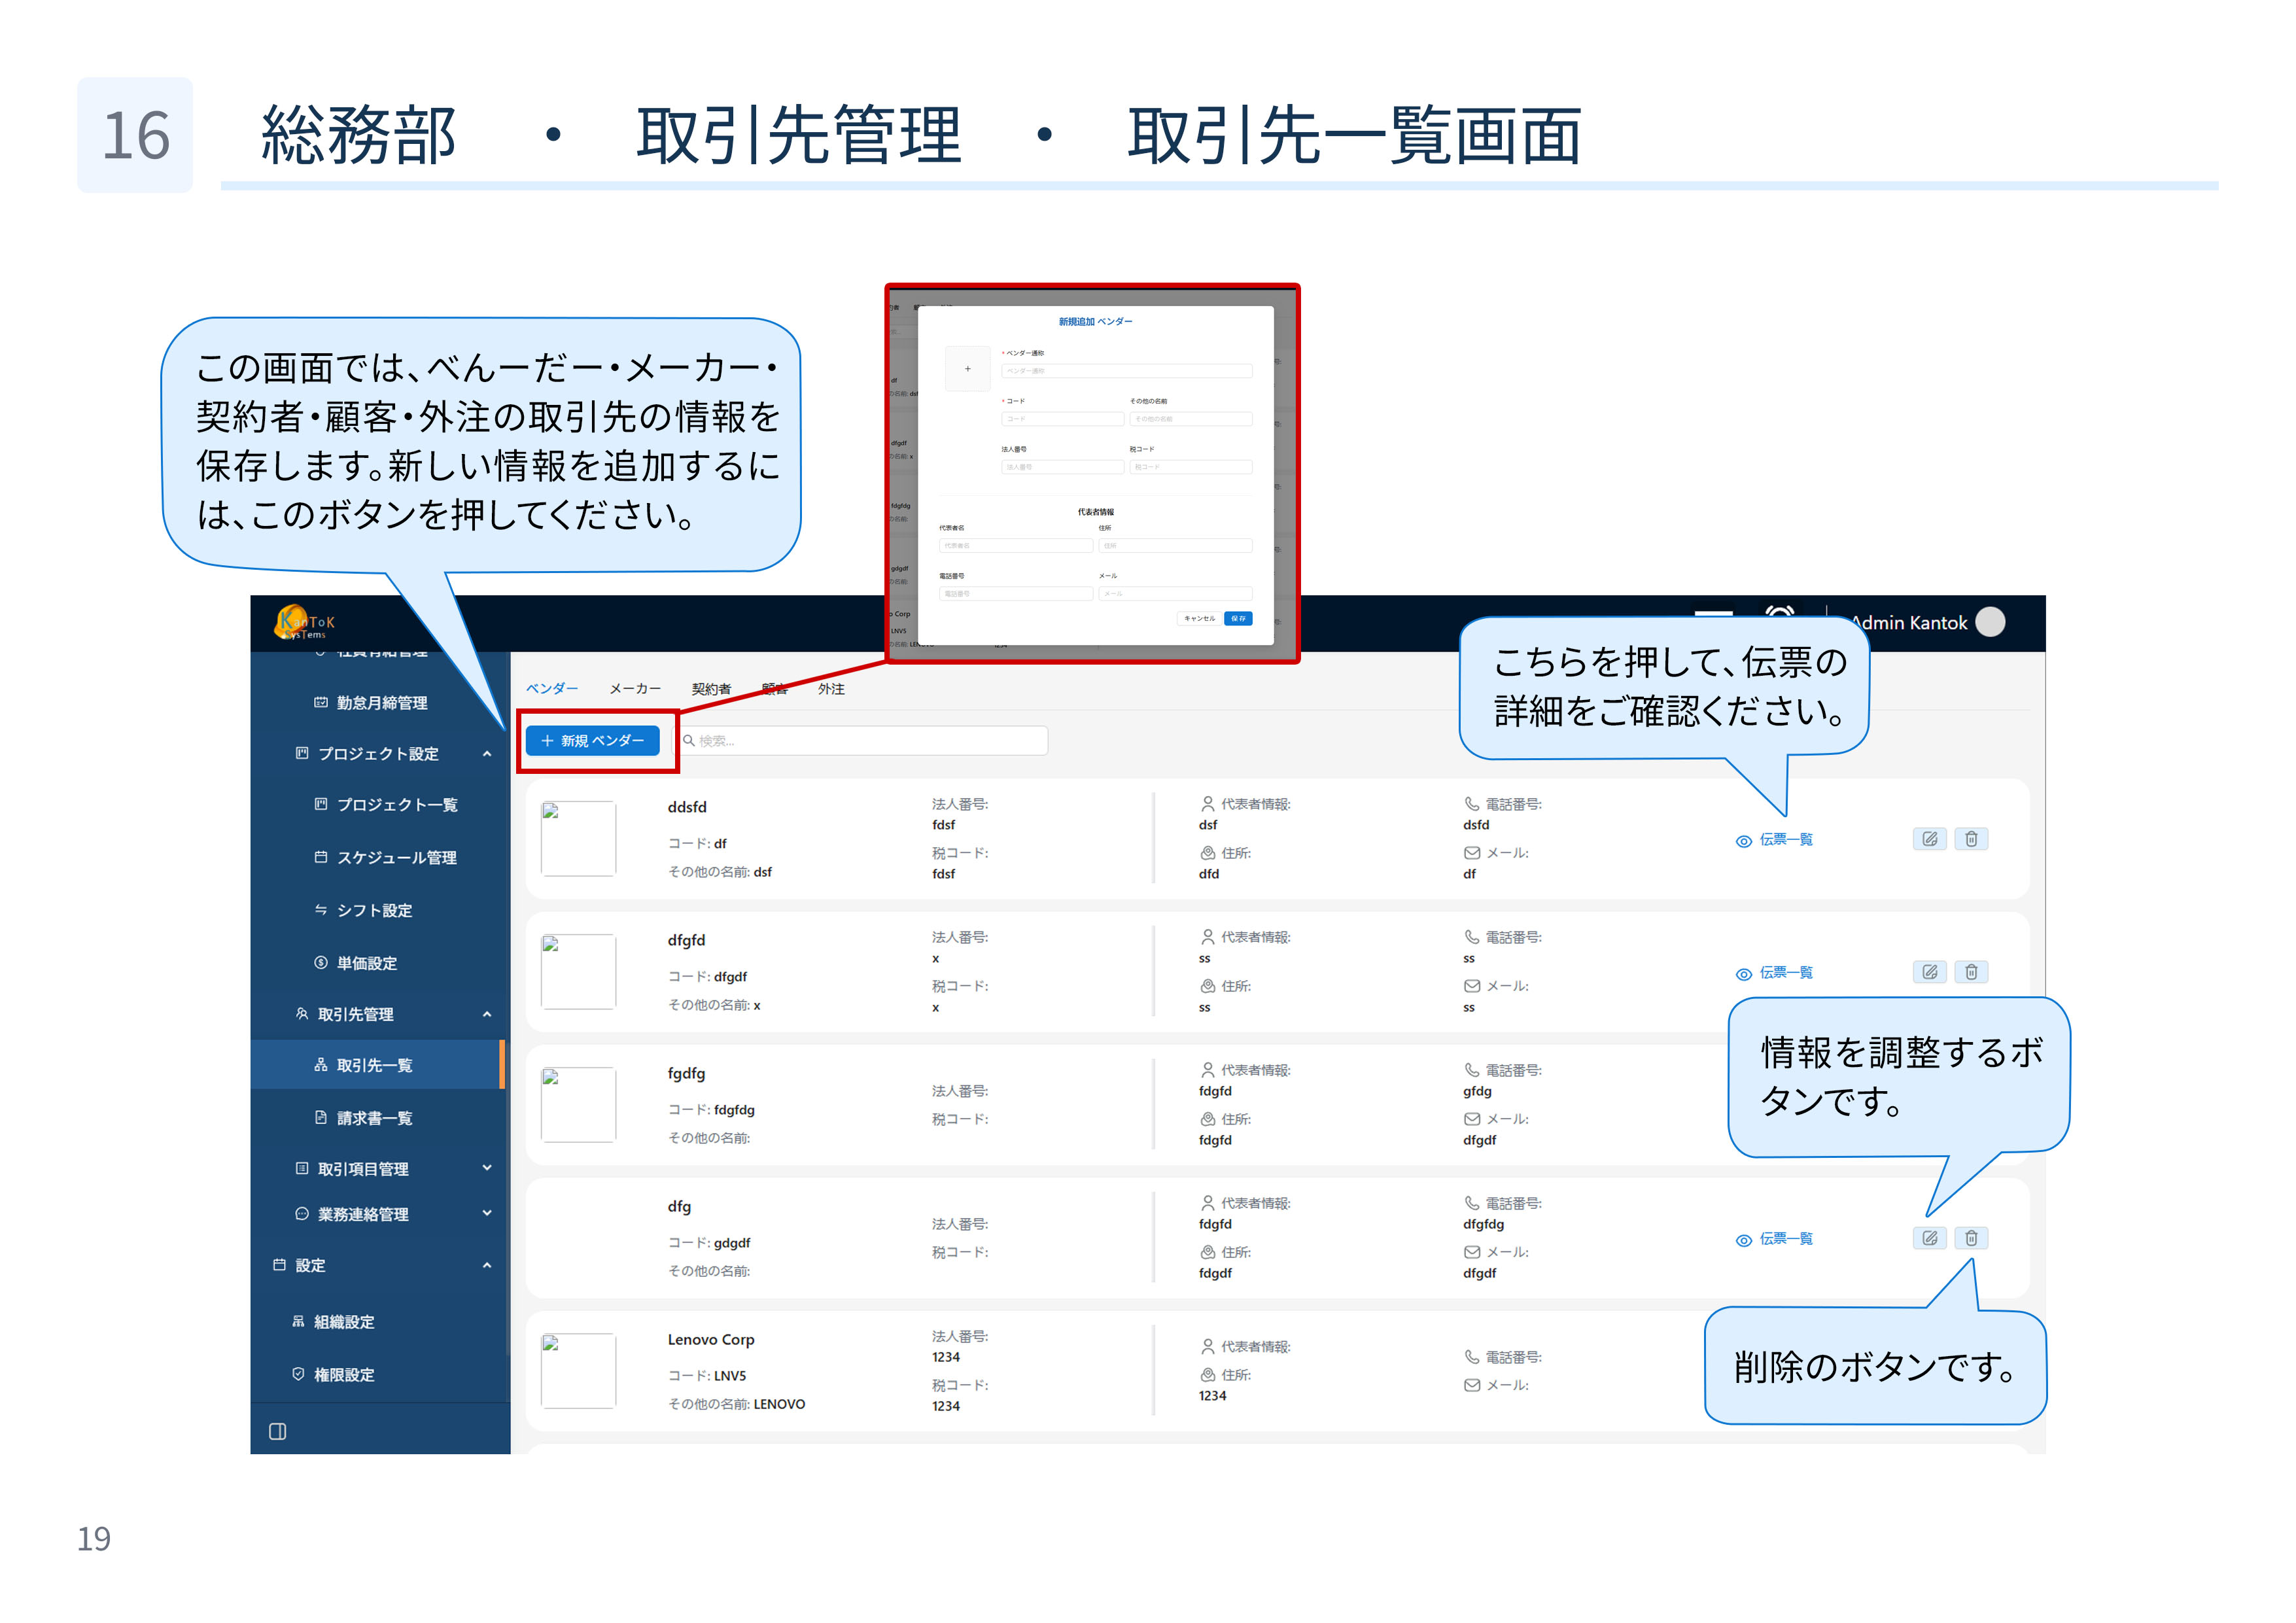 16
総務部 ・ 取引先管理 ・ 取引先一覧画面
この画面では、べんーだー・メーカー・
契約者・顧客・外注の取引先の情報を
保存します。新しい情報を追加するに
は、このボタンを押してください。
新規追加 ベンダー
+
* ベンダー通称
ベンダー通称
* コード その他の名前
コード その他の名前
法人番号 税コード
法人番号 税コード
代表者情報
代表者名 住所
代表者名 住所
電話番号 メール
電話番号 メール
キャンセル 保存
KanToK
SysTems
Admin Kantok
こちらを押して、伝票の
詳細をご確認ください。
社員有給管理
勤怠月締管理
プロジェクト設定
プロジェクト一覧
スケジュール管理
シフト設定
単価設定
取引先管理
取引先一覧
請求書一覧
取引項目管理
業務連絡管理
設定
組織設定
権限設定
ベンダー メーカー 契約者 顧客 外注
+ 新規 ベンダー
検索...
ddsfd
コード: df
その他の名前: dsf
法人番号:
fdsf
税コード:
fdsf
代表者情報:
dsf
住所:
dfd
電話番号:
dsfd
メール:
df
伝票一覧
dfgfd
コード: dfgdf
その他の名前: x
法人番号:
x
税コード:
x
代表者情報:
ss
住所:
ss
電話番号:
ss
メール:
ss
伝票一覧
情報を調整するボ
タンです。
fgdfg
コード: fdgfdg
その他の名前:
法人番号:
税コード:
代表者情報:
fdgfd
住所:
fdgfd
電話番号:
gfdg
メール:
dfgdf
dfg
コード: gdgdf
その他の名前:
法人番号:
税コード:
代表者情報:
fdgfd
住所:
fdgdf
電話番号:
dfgfdg
メール:
dfgdf
伝票一覧
削除のボタンです。
Lenovo Corp
コード: LNV5
その他の名前: LENOVO
法人番号:
1234
税コード:
1234
代表者情報:
住所:
1234
電話番号:
メール:
19